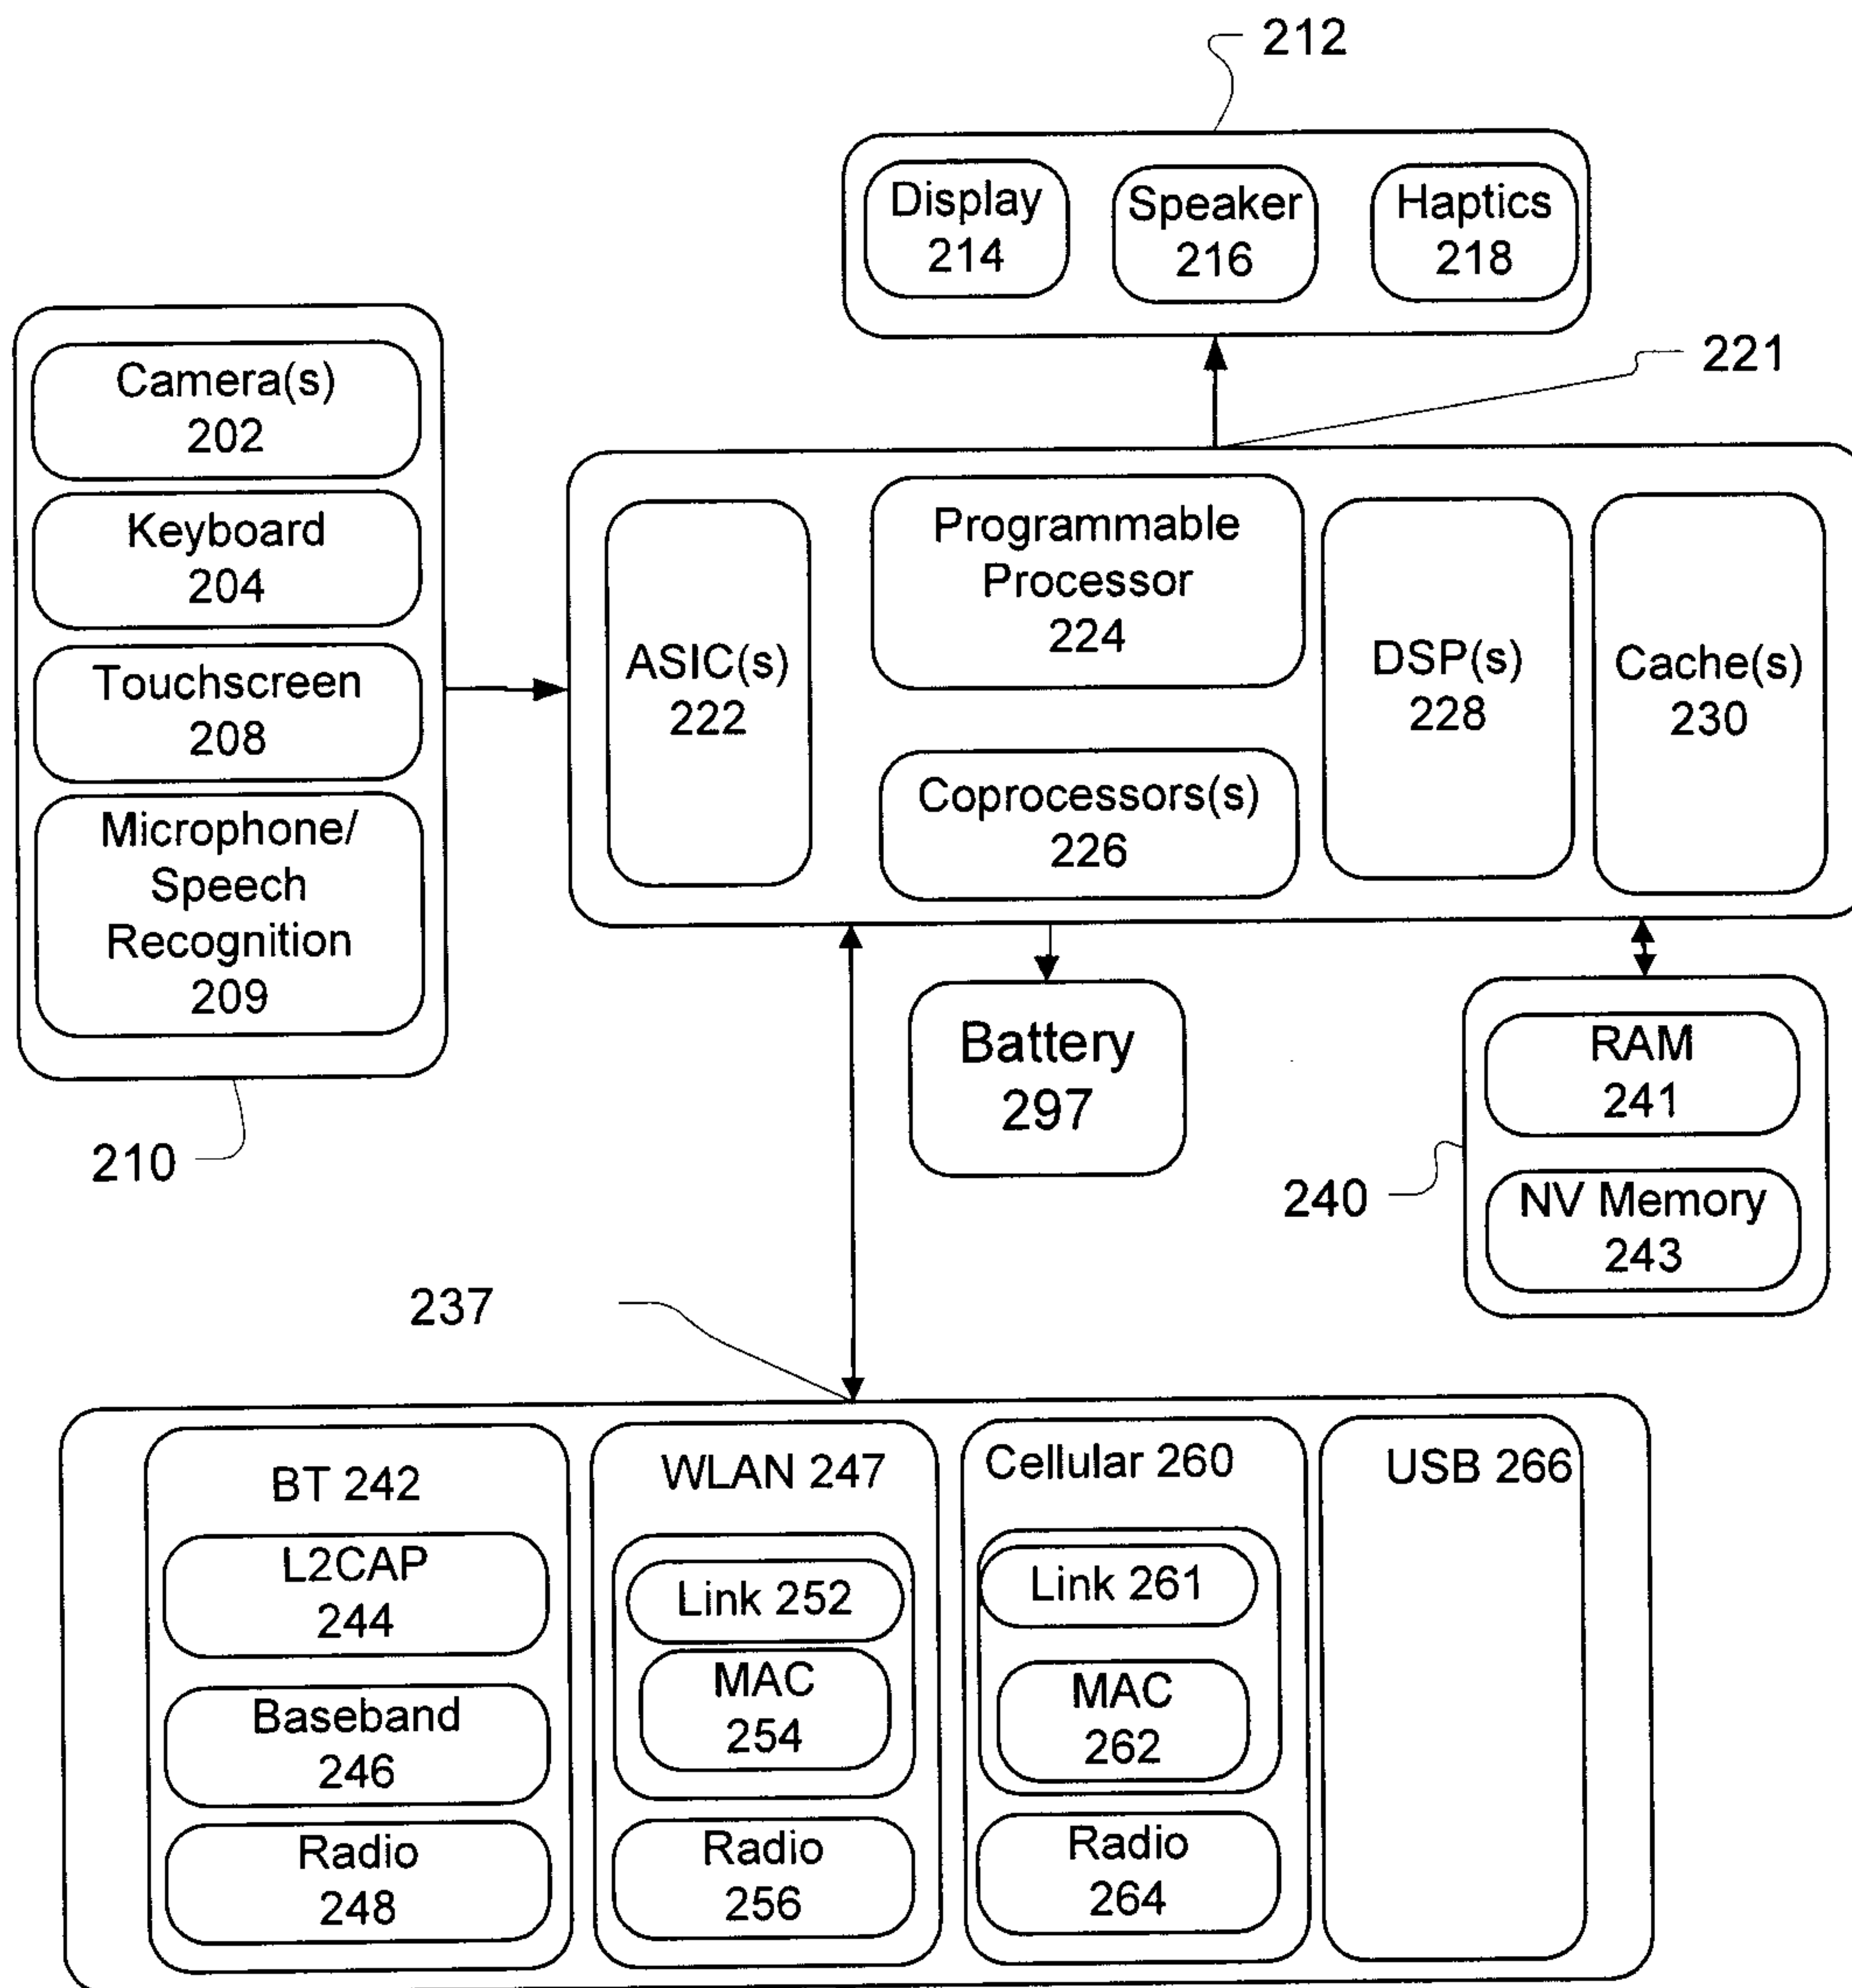 212
Display
214
Speaker
216
Haptics
218
221
Camera(s)
202
Keyboard
204
Touchscreen
208
Microphone/
Speech
Recognition
209
210
ASIC(s)
222
Programmable
Processor
224
Coprocessors(s)
226
DSP(s)
228
Cache(s)
230
Battery
297
RAM
241
NV Memory
243
240
237
BT 242
L2CAP
244
Baseband
246
Radio
248
WLAN 247
Link 252
MAC
254
Radio
256
Cellular 260
Link 261
MAC
262
Radio
264
USB 266